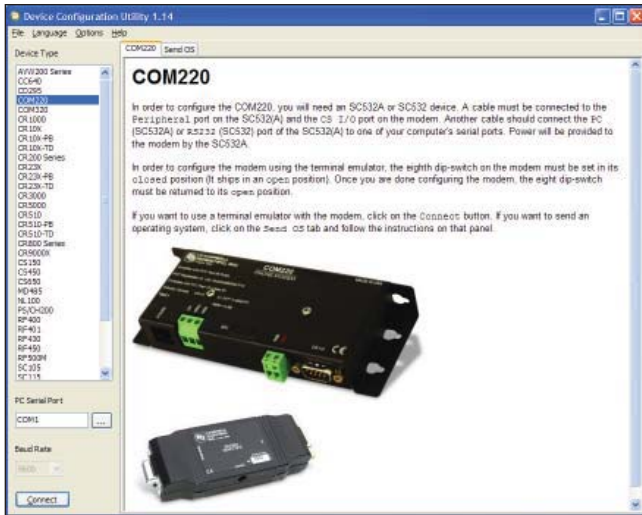 Device Configuration Utility 1.14
File Language Options Help
Device Type
COM220 Send OS
AVW200 Series
CC640
CD295
COM220
COM320
CR1000
CR10X
CR10X-PB
CR10X-TD
CR200 Series
CR23X
CR23X-PB
CR23X-TD
CR3000
CR5000
CR510
CR510-PB
CR510-TD
CR800 Series
CR9000X
CS150
CS450
CS650
MD485
NL100
PS/CH200
RF400
RF401
RF430
RF450
RF500M
SC105
SC115
PC Serial Port
COM1
...
Baud Rate
9600
Connect
COM220
In order to configure the COM220, you will need an SC532A or SC532 device. A cable must be connected to the
Peripheral port on the SC532(A) and the CS I/O port on the modem. Another cable should connect the PC
(SC532A) or RS232 (SC532) port of the SC532(A) to one of your computer's serial ports. Power will be provided to
the modem by the SC532A.
In order to configure the modem using the terminal emulator, the eighth dip-switch on the modem must be set in its
closed position (It ships in an open position). Once you are done configuring the modem, the eight dip-switch
must be returned to its open position.
If you want to use a terminal emulator with the modem, click on the Connect button. If you want to send an
operating system, click on the Send OS tab and follow the instructions on that panel.
COM220
PHONE MODEM